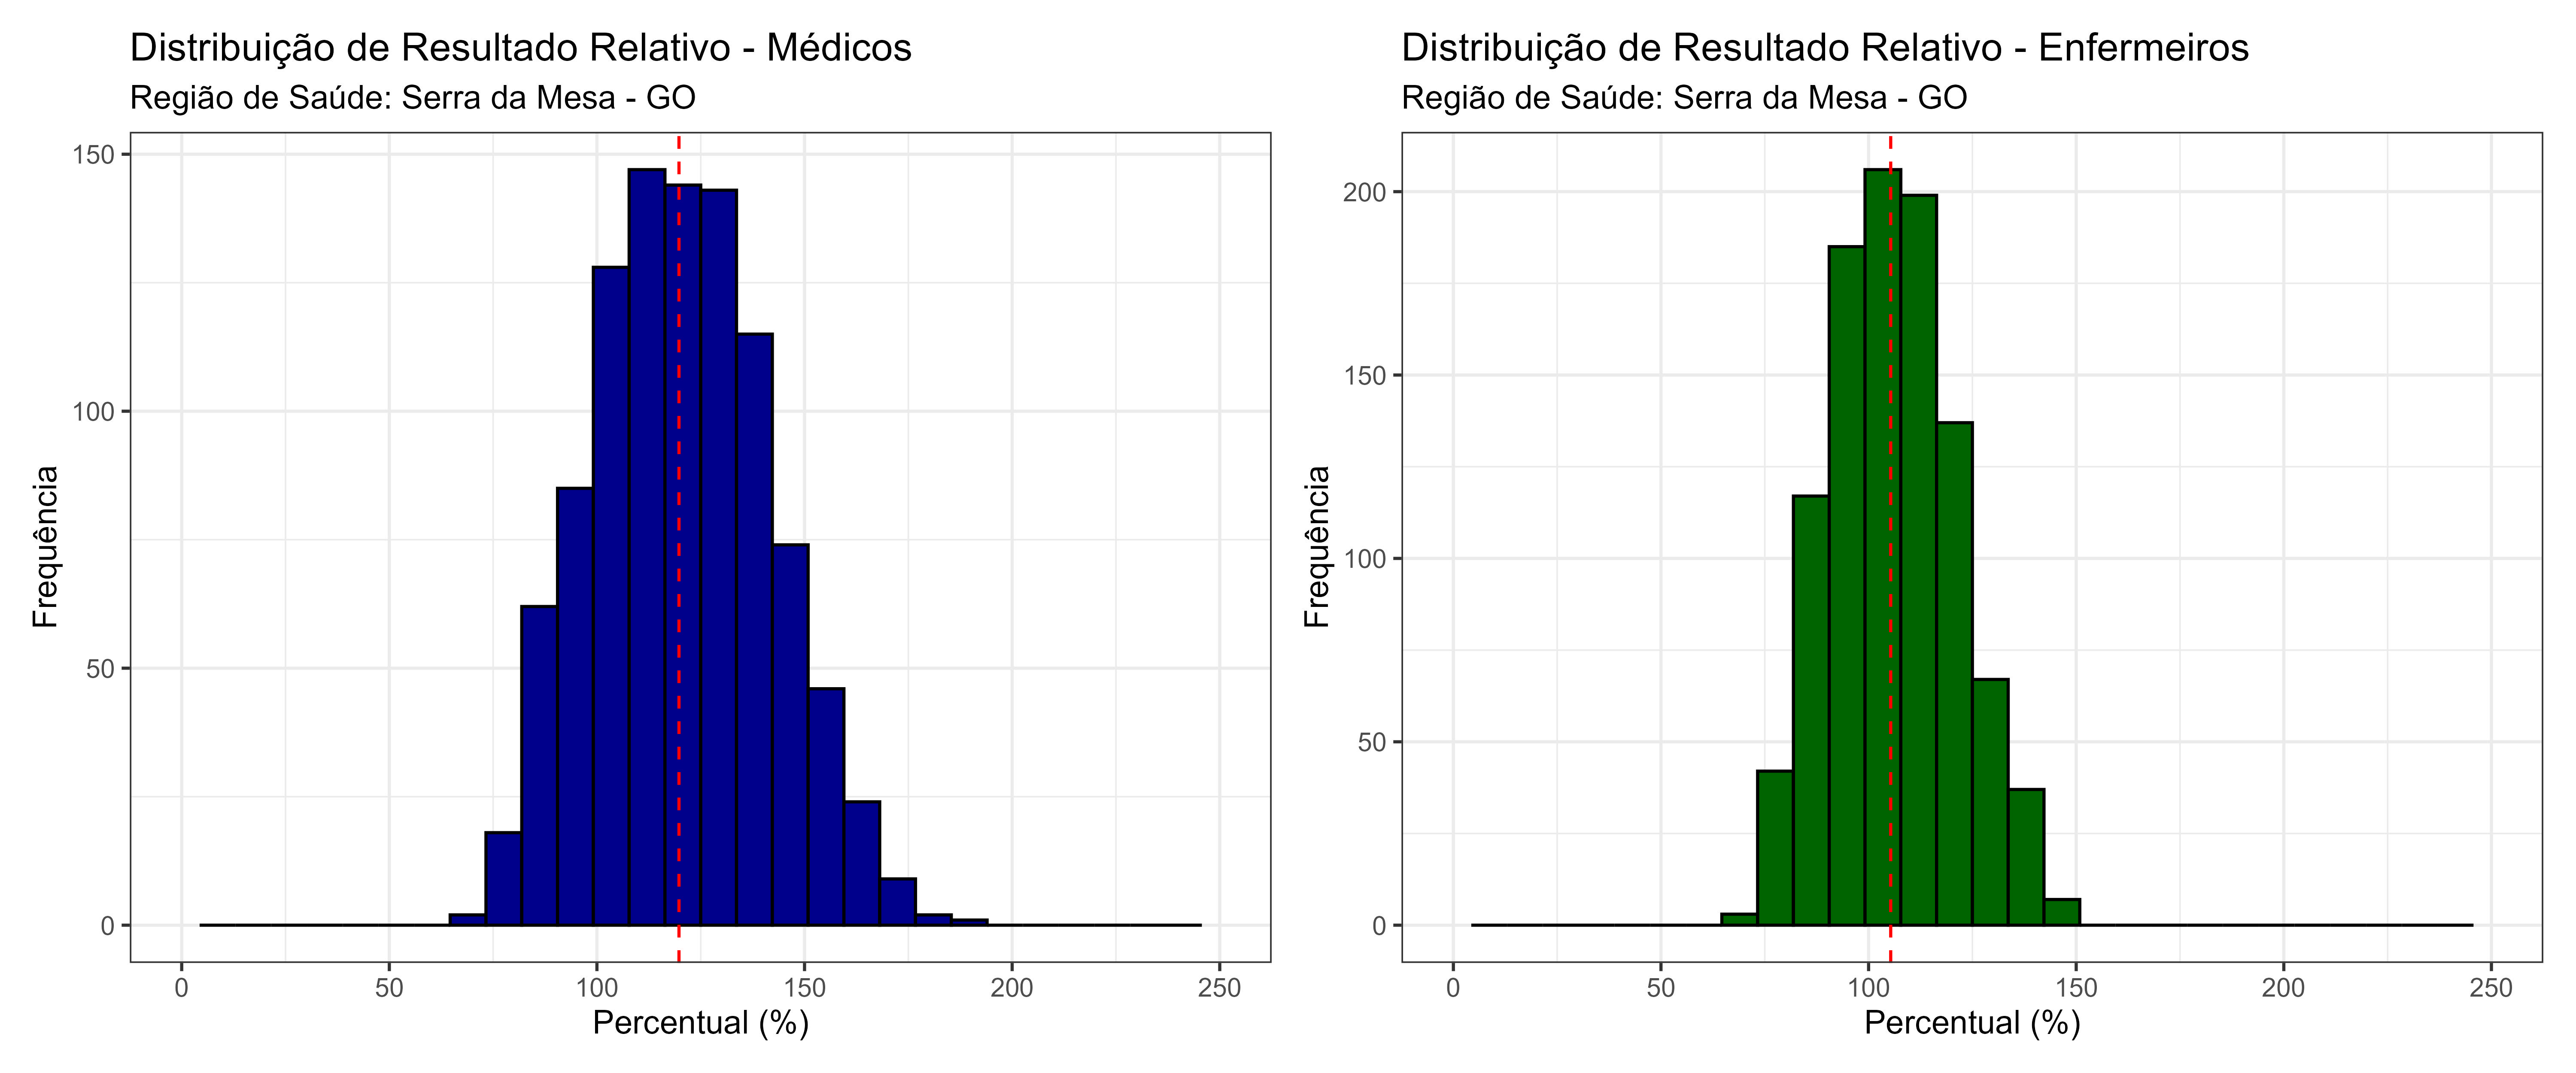 Distribuição de Resultado Relativo - Médicos
Região de Saúde: Serra da Mesa - GO
Frequência
150
100
50
0
0 50 100 150 200 250
Percentual (%)
Distribuição de Resultado Relativo - Enfermeiros
Região de Saúde: Serra da Mesa - GO
Frequência
200
150
100
50
0
0 50 100 150 200 250
Percentual (%)